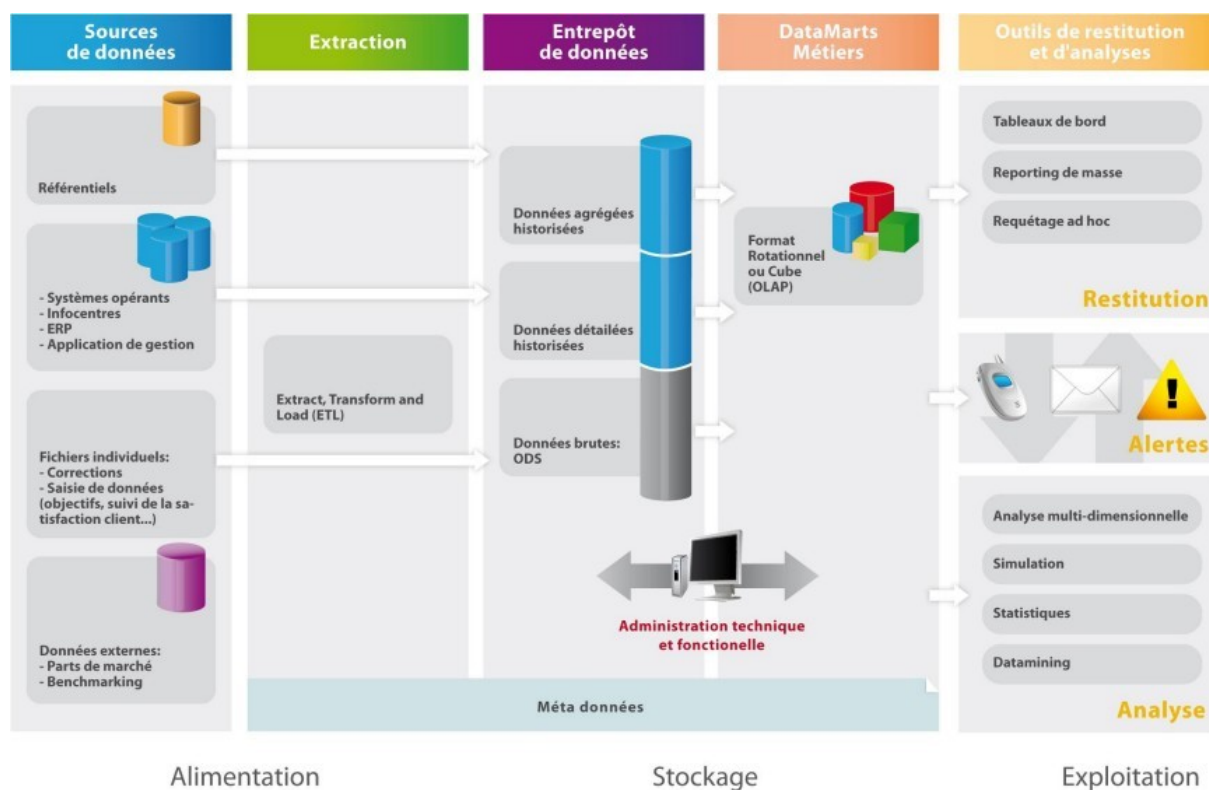 Sources
de données
Extraction
Entrepôt
de données
DataMarts
Métiers
Outils de restitution
et d'analyses
Référentiels
- Systèmes opérants
- Infocentres
- ERP
- Application de gestion
Fichiers individuels:
- Corrections
- Saisie de données
(objectifs, suivi de la sa-
tisfaction client...)
Données externes:
- Parts de marché
- Benchmarking
Extract, Transform and
Load (ETL)
Données agrégées
historisées
Données détailées
historisées
Données brutes:
ODS
Format
Rotationnel
ou Cube
(OLAP)
Administration technique
et fonctionelle
Méta données
Tableaux de bord
Reporting de masse
Requétage ad hoc
Restitution
Alertes
Analyse multi-dimensionnelle
Simulation
Statistiques
Datamining
Analyse
Alimentation
Stockage
Exploitation